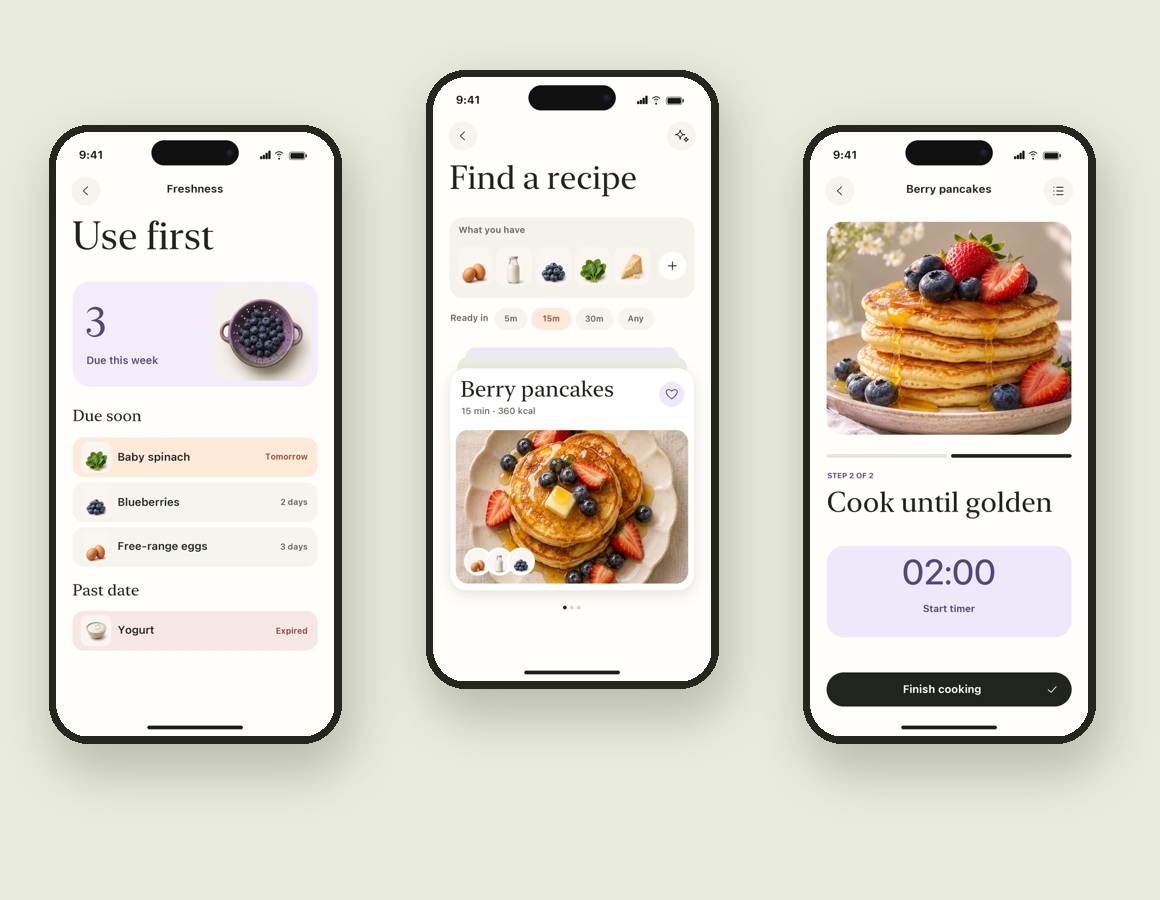 9:41
Freshness
Use first
3
Due this week
Due soon
Baby spinach
Tomorrow
Blueberries
2 days
Free-range eggs
3 days
Past date
Yogurt
Expired
9:41
Find a recipe
What you have
Ready in
5m
15m
30m
Any
Berry pancakes
15 min · 360 kcal
9:41
Berry pancakes
STEP 2 OF 2
Cook until golden
02:00
Start timer
Finish cooking